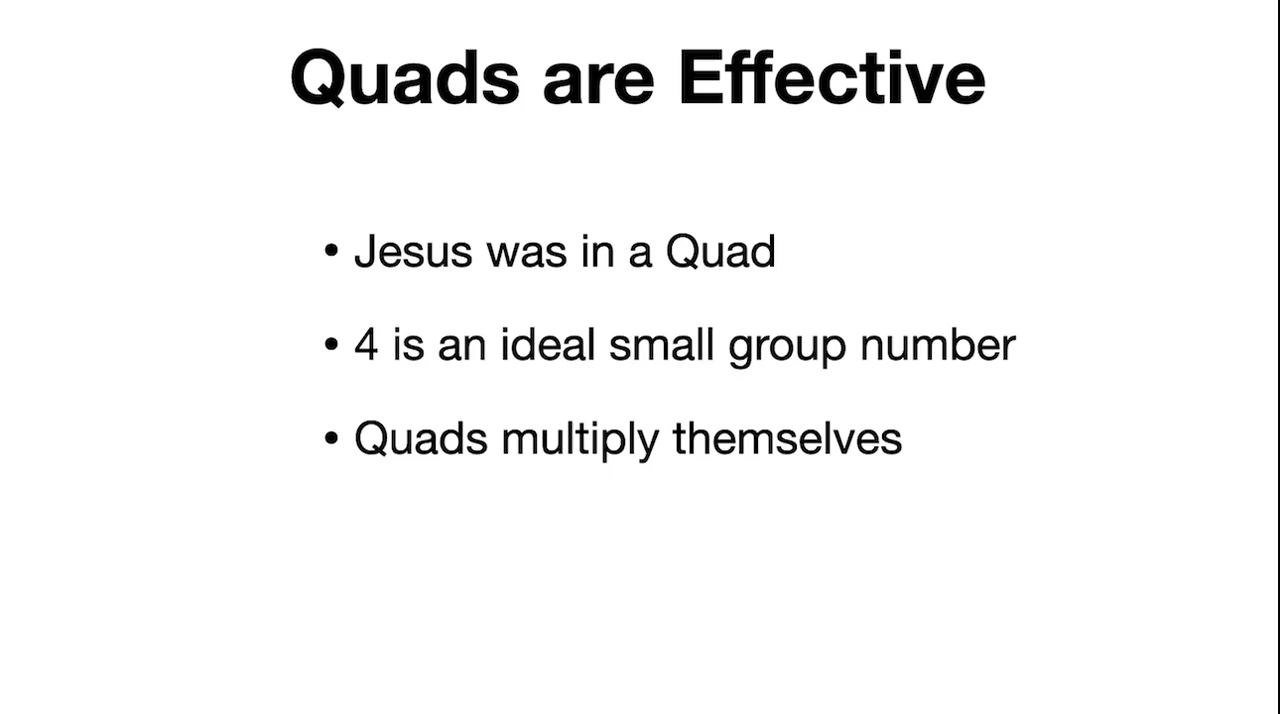 Quads are Effective
• Jesus was in a Quad
• 4 is an ideal small group number
• Quads multiply themselves